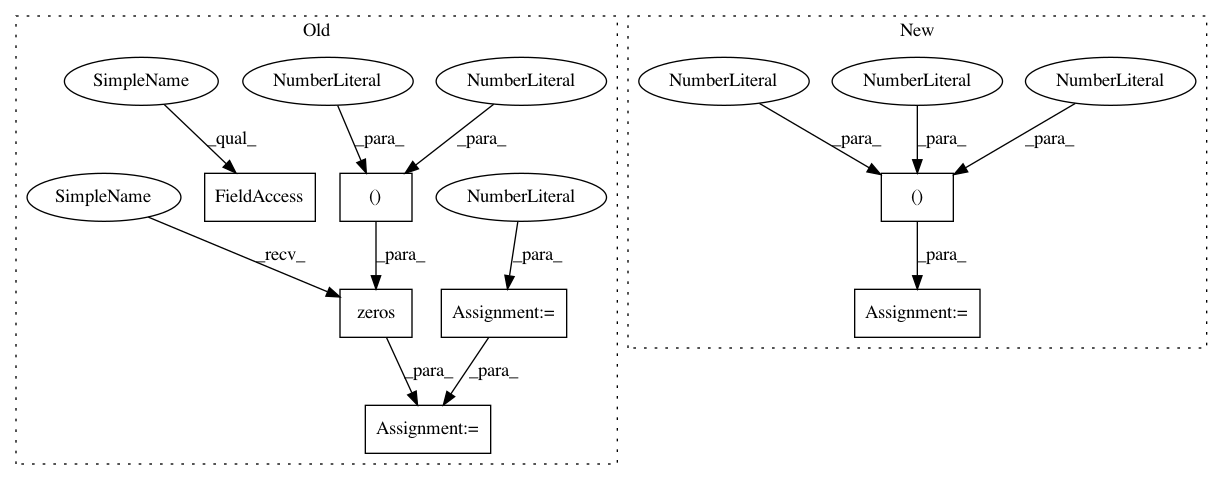 Old
New
SimpleName
NumberLiteral
NumberLiteral
NumberLiteral
NumberLiteral
NumberLiteral
_qual_
_para_
_para_
_para_
_para_
_para_
SimpleName
FieldAccess
()
NumberLiteral
()
_recv_
_para_
_para_
_para_
zeros
Assignment:=
Assignment:=
_para_
_para_
Assignment:=